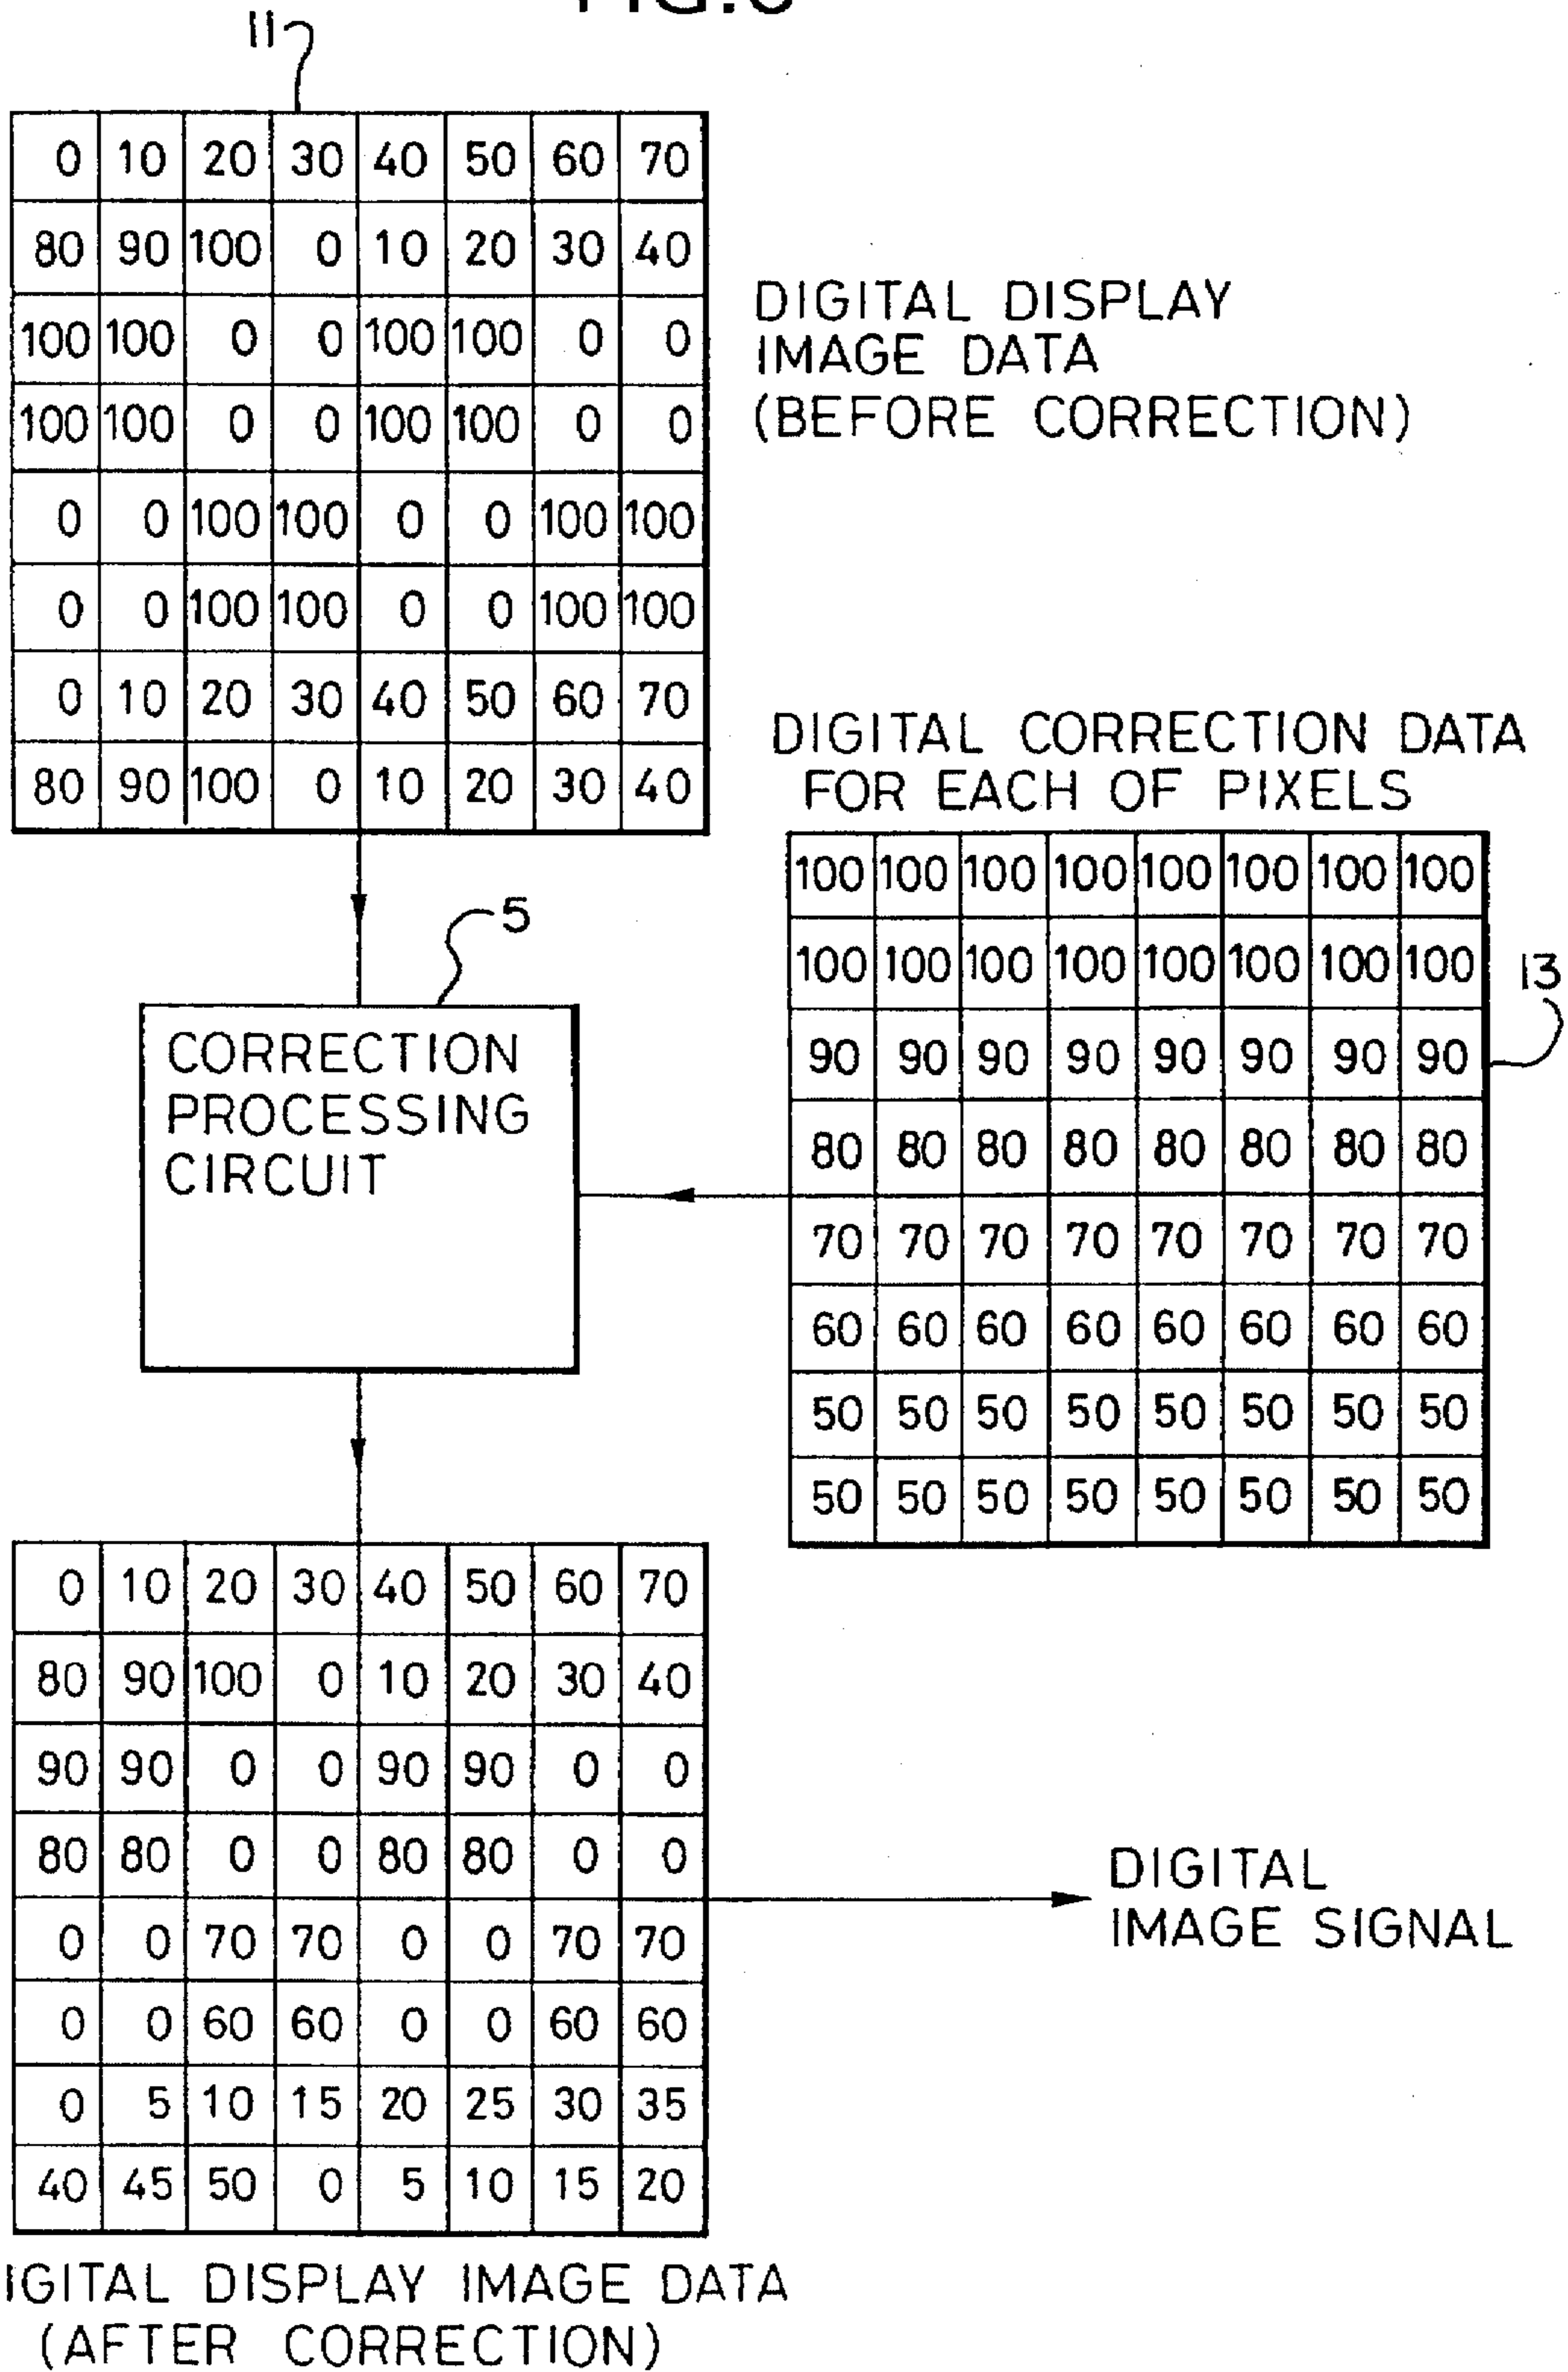 11
0 10 20 30 40 50 60 70
80 90 100 0 10 20 30 40
100 100 0 0 100 100 0 0
100 100 0 0 100 100 0 0
0 0 100 100 0 0 100 100
0 0 100 100 0 0 100 100
0 10 20 30 40 50 60 70
80 90 100 0 10 20 30 40
DIGITAL DISPLAY
IMAGE DATA
(BEFORE CORRECTION)
DIGITAL CORRECTION DATA
FOR EACH OF PIXELS
100 100 100 100 100 100 100 100
100 100 100 100 100 100 100 100
90 90 90 90 90 90 90 90
80 80 80 80 80 80 80 80
70 70 70 70 70 70 70 70
60 60 60 60 60 60 60 60
50 50 50 50 50 50 50 50
50 50 50 50 50 50 50 50
13
5
CORRECTION
PROCESSING
CIRCUIT
0 10 20 30 40 50 60 70
80 90 100 0 10 20 30 40
90 90 0 0 90 90 0 0
80 80 0 0 80 80 0 0
0 0 70 70 0 0 70 70
0 0 60 60 0 0 60 60
0 5 10 15 20 25 30 35
40 45 50 0 5 10 15 20
DIGITAL
IMAGE SIGNAL
IGITAL DISPLAY IMAGE DATA
(AFTER CORRECTION)